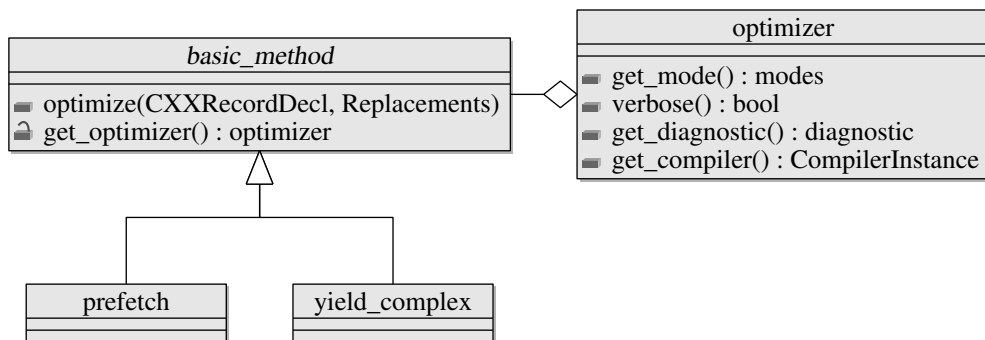 basic_method
optimize(CXXRecordDecl, Replacements)
get_optimizer() : optimizer
optimizer
get_mode() : modes
verbose() : bool
get_diagnostic() : diagnostic
get_compiler() : CompilerInstance
prefetch
yield_complex